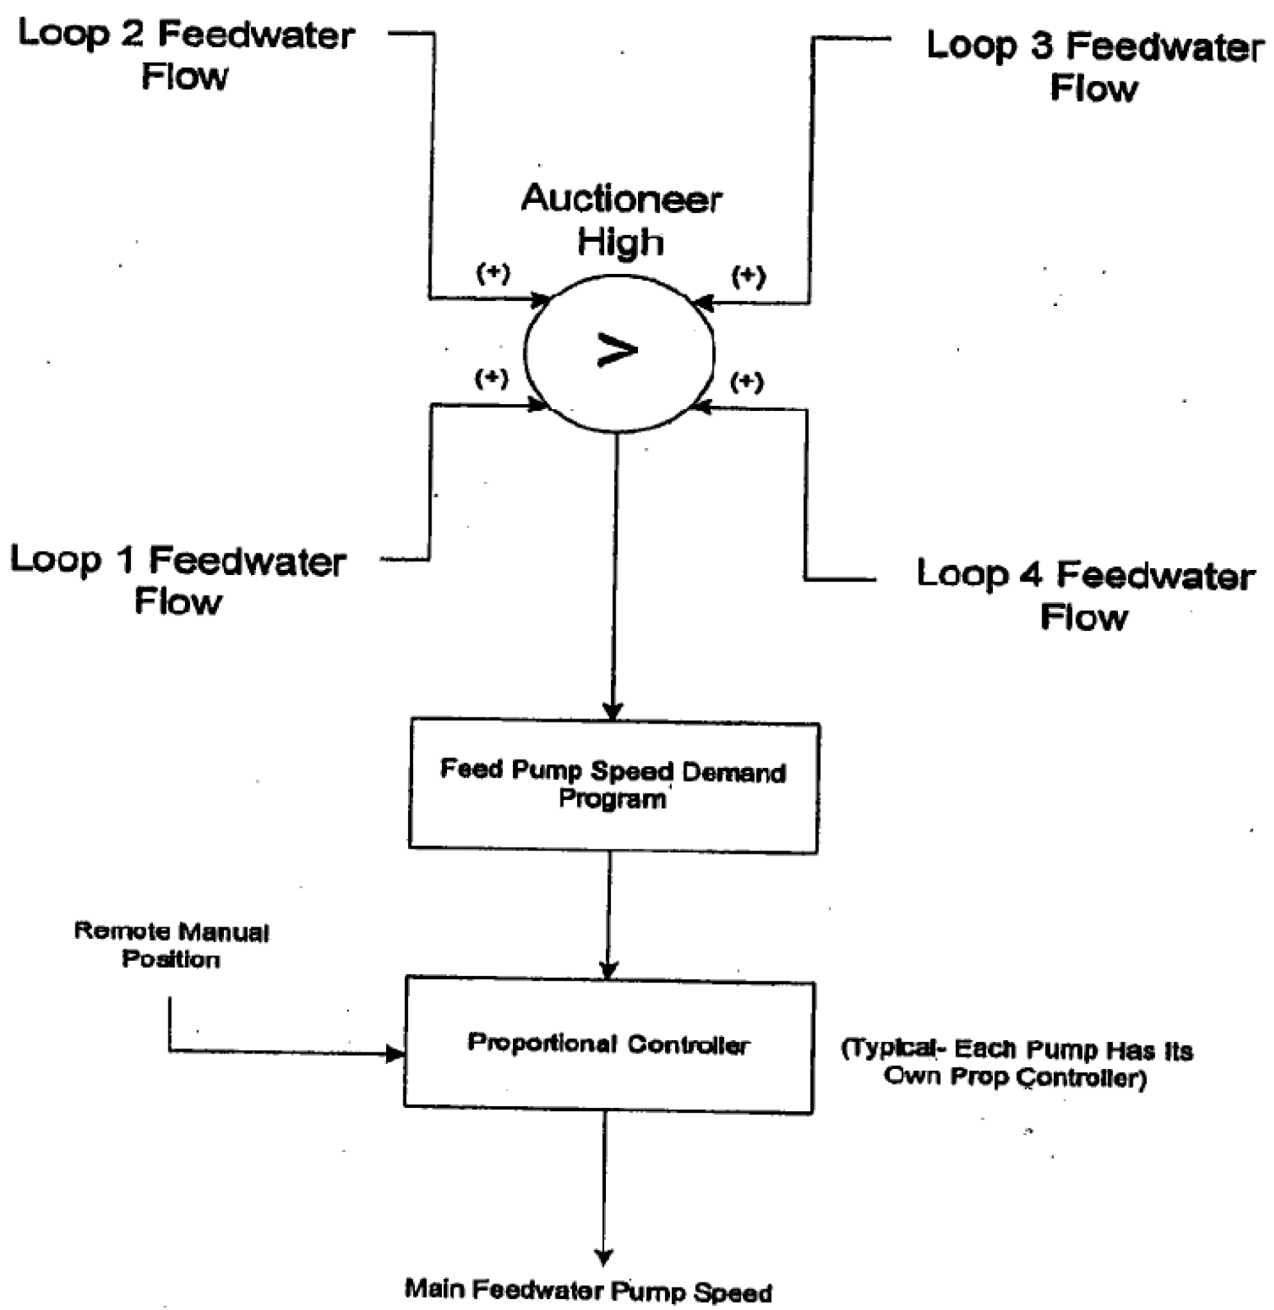 Loop 2 Feedwater
Flow
Loop 3 Feedwater
Flow
Auctioneer
High
(+)
(+)
>
(+)
(+)
Loop 1 Feedwater
Flow
Loop 4 Feedwater
Flow
Feed Pump Speed Demand
Program
Remote Manual
Position
Proportional Controller
(Typical- Each Pump Has Its
Own Prop Controller)
Main Feedwater Pump Speed